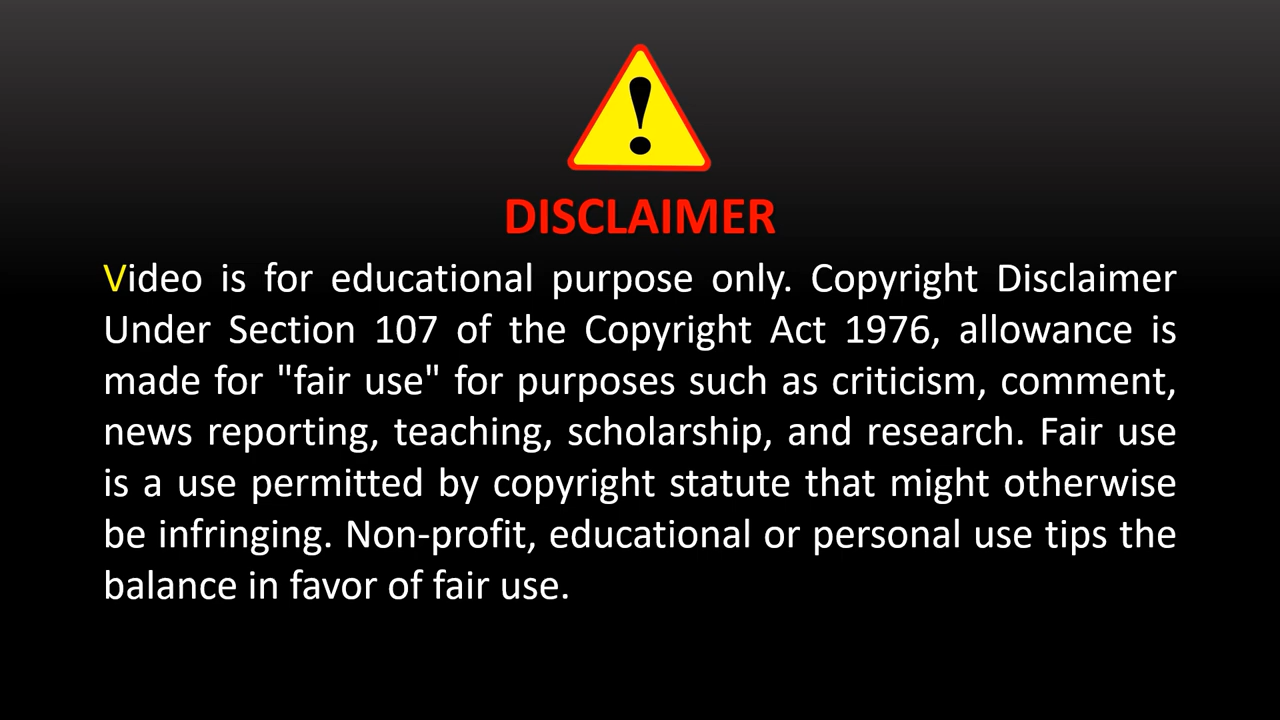 DISCLAIMER
Video is for educational purpose only. Copyright Disclaimer
Under Section 107 of the Copyright Act 1976, allowance is
made for "fair use" for purposes such as criticism, comment,
news reporting, teaching, scholarship, and research. Fair use
is a use permitted by copyright statute that might otherwise
be infringing. Non-profit, educational or personal use tips the
balance in favor of fair use.